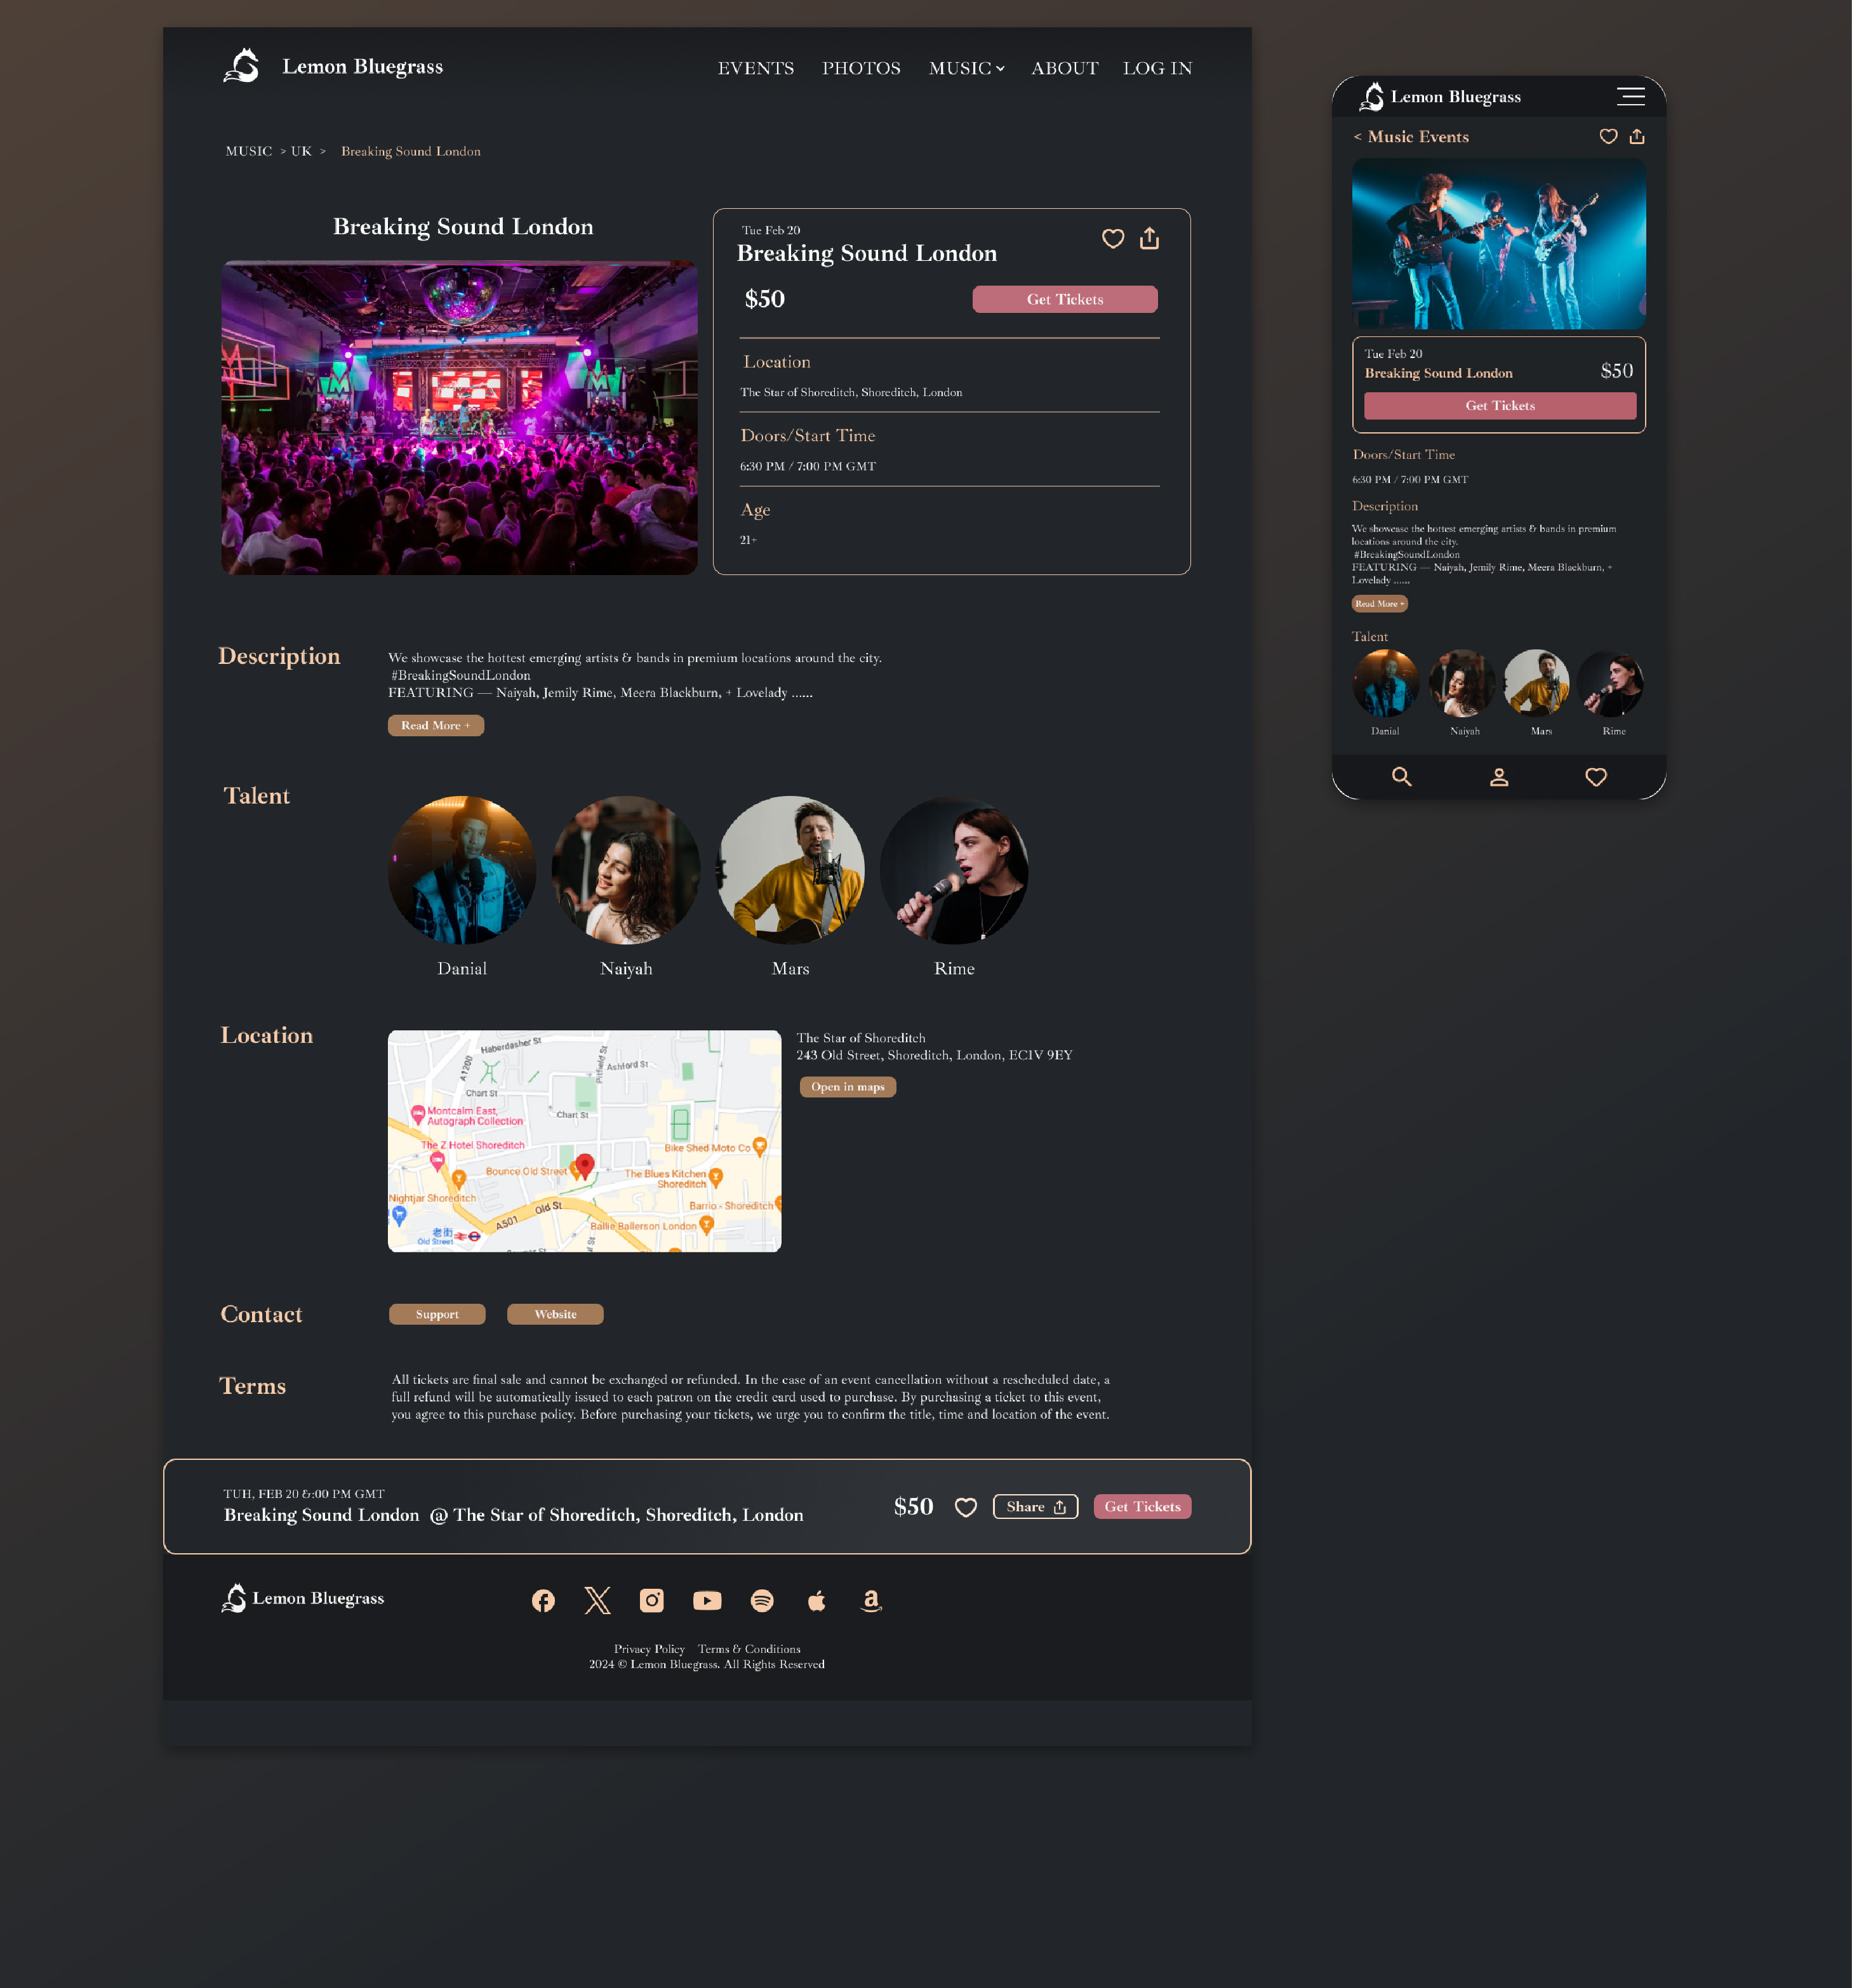 Lemon Bluegrass
EVENTS PHOTOS MUSIC ABOUT LOG IN
MUSIC > UK > Breaking Sound London
Breaking Sound London
Tue Feb 20
Breaking Sound London
$50 Get Tickets
Location
The Star of Shoreditch, Shoreditch, London
Doors/Start Time
6:30 PM / 7:00 PM GMT
Age
21+
Description
We showcase the hottest emerging artists & bands in premium locations around the city.
#BreakingSoundLondon
FEATURING — Naiyah, Jemily Rime, Meera Blackburn, + Lovelady ......
Read More +
Talent
Danial Naiyah Mars Rime
Location
Haberdasher St
A1200
Pitfield St
Ashford St
Chart St
Chart St
Montcalm East,
Autograph Collection
The Z Hotel Shoreditch
Bike Shed Moto Co
Bounce Old Street
The Blues Kitchen
Shoreditch
Nightjar Shoreditch
Barrio - Shoreditch
Old St
A501
Ballie Ballerson London
老街
Old Street
The Star of Shoreditch
243 Old Street, Shoreditch, London, EC1V 9EY
Open in maps
Contact
Support Website
Terms
All tickets are final sale and cannot be exchanged or refunded. In the case of an event cancellation without a rescheduled date, a
full refund will be automatically issued to each patron on the credit card used to purchase. By purchasing a ticket to this event,
you agree to this purchase policy. Before purchasing your tickets, we urge you to confirm the title, time and location of the event.
TUH, FEB 20 &:00 PM GMT
Breaking Sound London @ The Star of Shoreditch, Shoreditch, London
$50 Share Get Tickets
Lemon Bluegrass
Privacy Policy Terms & Conditions
2024 © Lemon Bluegrass. All Rights Reserved
Lemon Bluegrass
< Music Events
Tue Feb 20
Breaking Sound London $50
Get Tickets
Doors/Start Time
6:30 PM / 7:00 PM GMT
Description
We showcase the hottest emerging artists & bands in premium
locations around the city.
#BreakingSoundLondon
FEATURING — Naiyah, Jemily Rime, Meera Blackburn, +
Lovelady ......
Read More +
Talent
Danial Naiyah Mars Rime